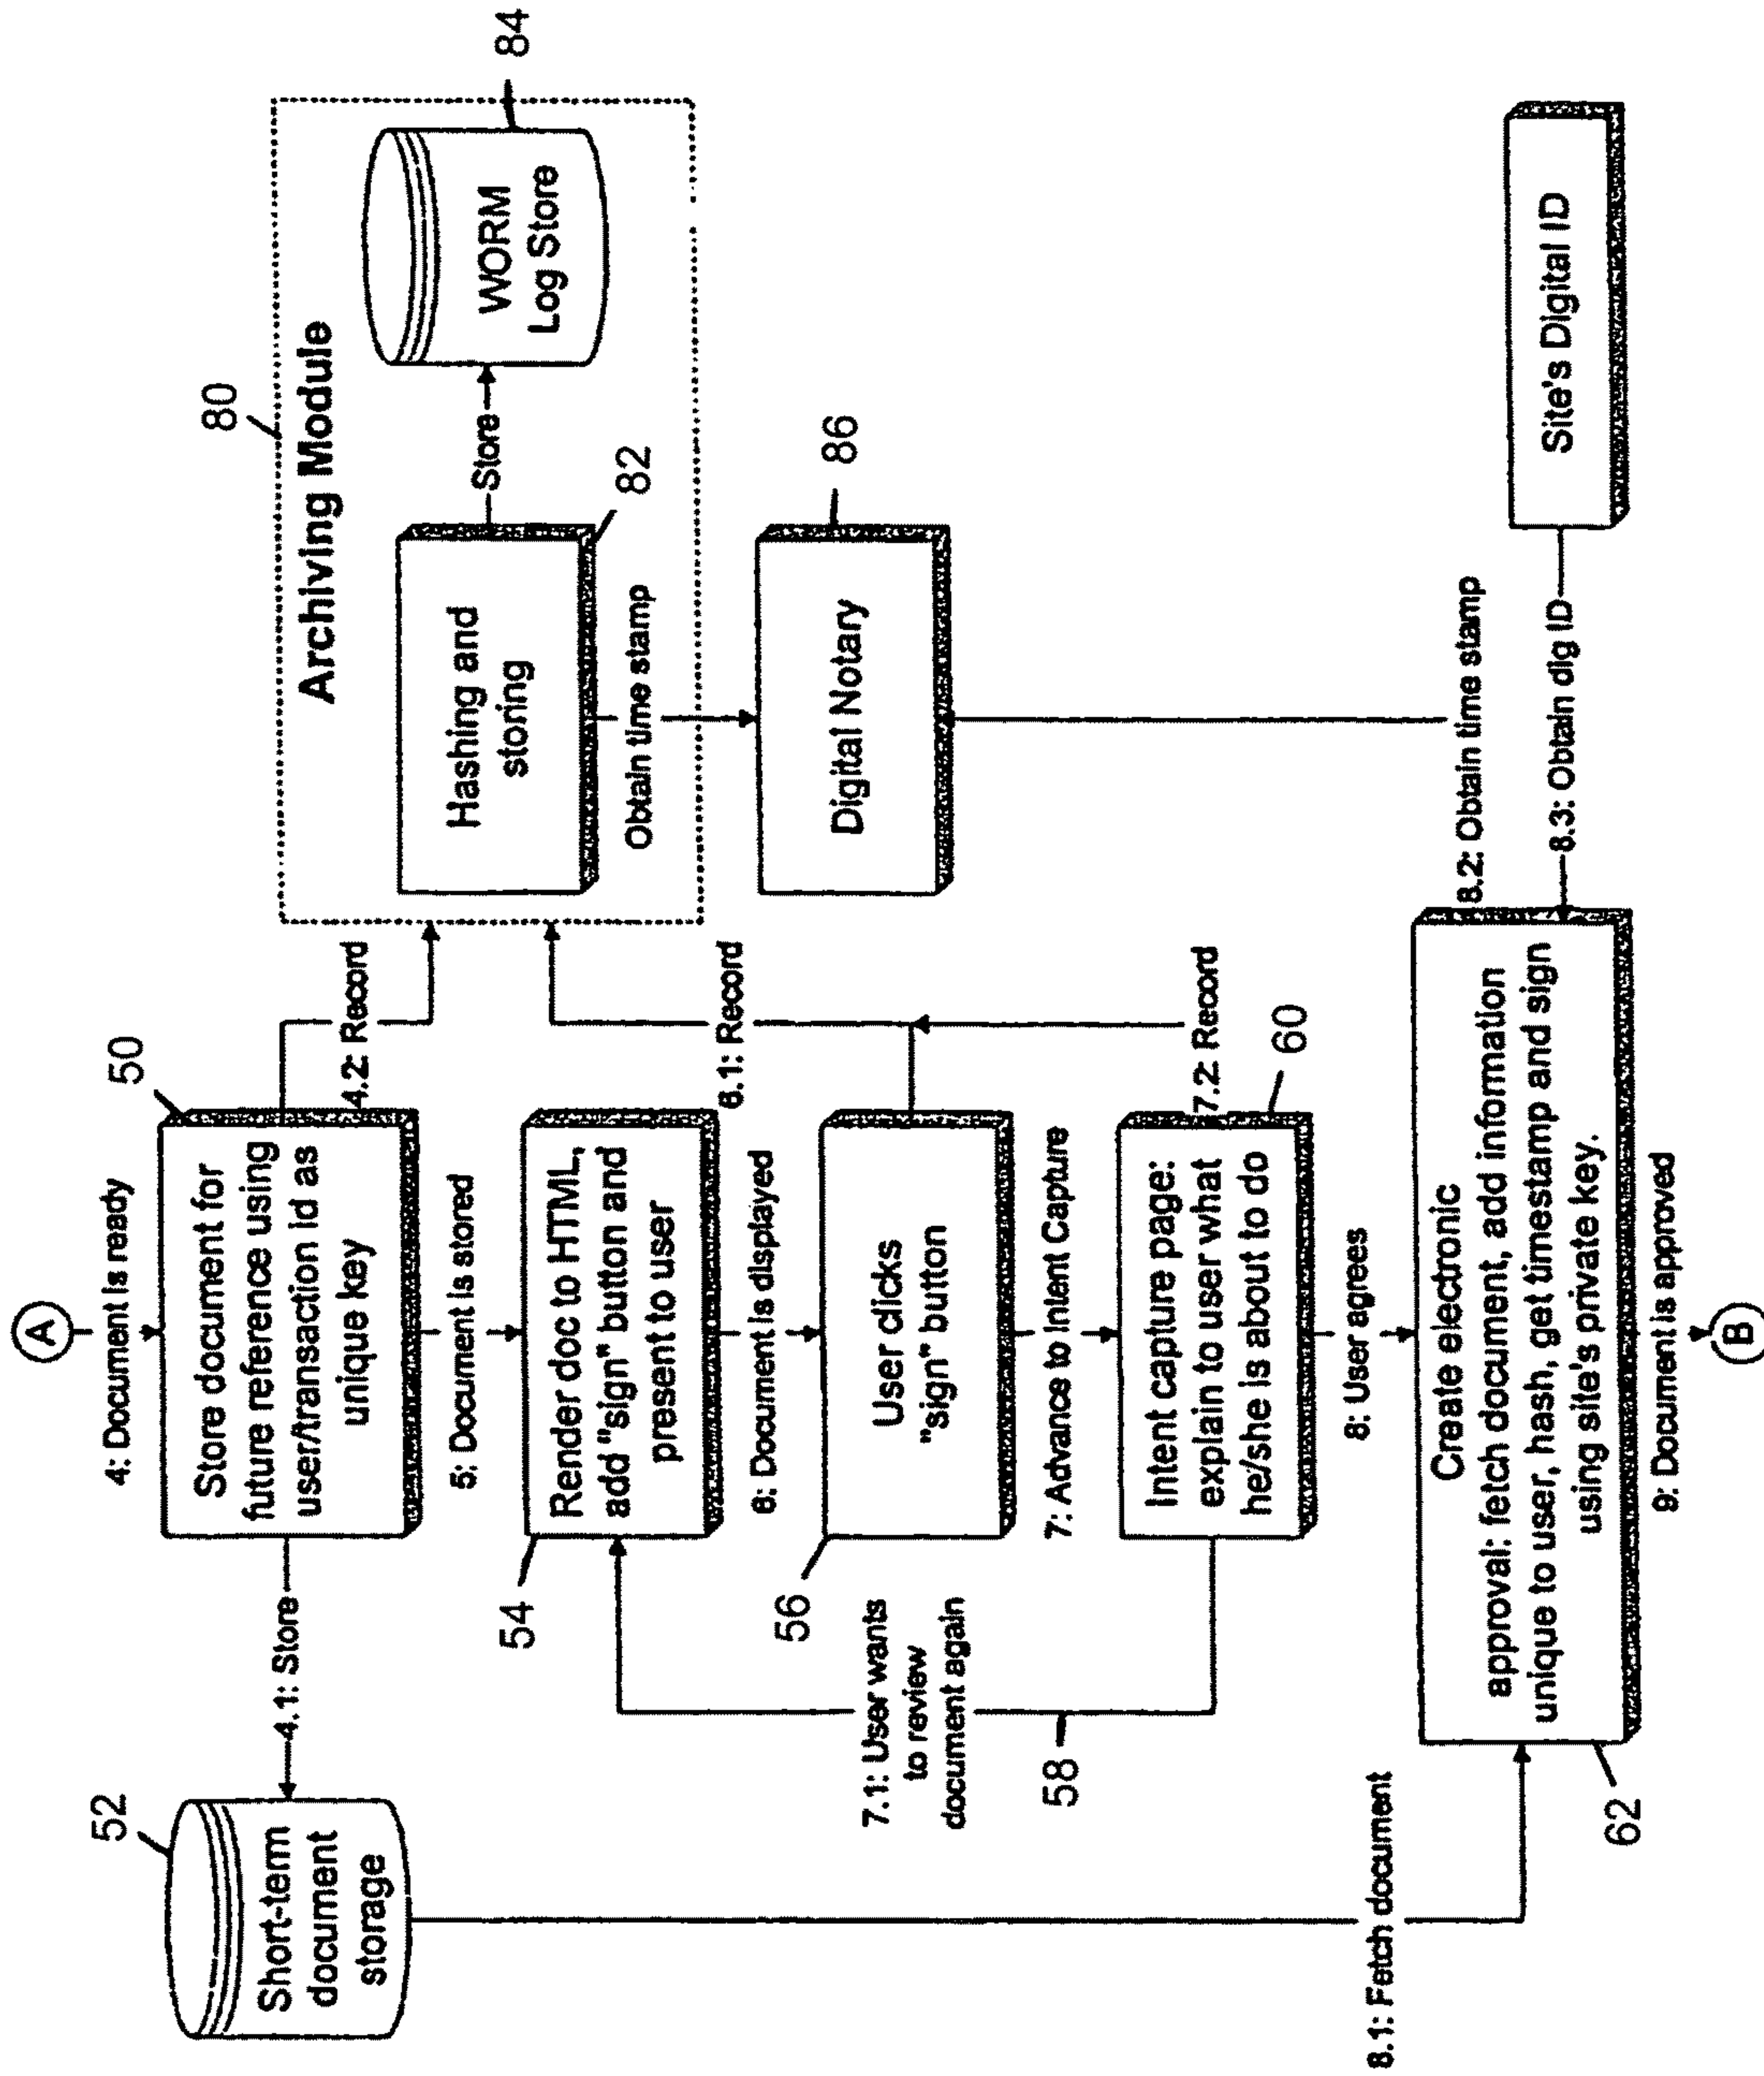 A
4: Document is ready
50
Store document for
future reference using
user/transaction id as
unique key
4.1: Store
52
Short-term
document
storage
4.2: Record
5: Document is stored
54
Render doc to HTML,
add "sign" button and
present to user
6: Document is displayed
6.1: Record
56
User clicks
"sign" button
7: Advance to Intent Capture
7.1: User wants
to review
document again
58
7.2: Record
60
Intent capture page:
explain to user what
he/she is about to do
8: User agrees
8.1: Fetch document
62
Create electronic
approval: fetch document, add information
unique to user, hash, get timestamp and sign
using site's private key.
8.2: Obtain time stamp
8.3: Obtain dig ID
Site's Digital ID
9: Document is approved
B
80
Archiving Module
Hashing and
storing
82
Store
WORM
Log Store
84
Obtain time stamp
Digital Notary
86